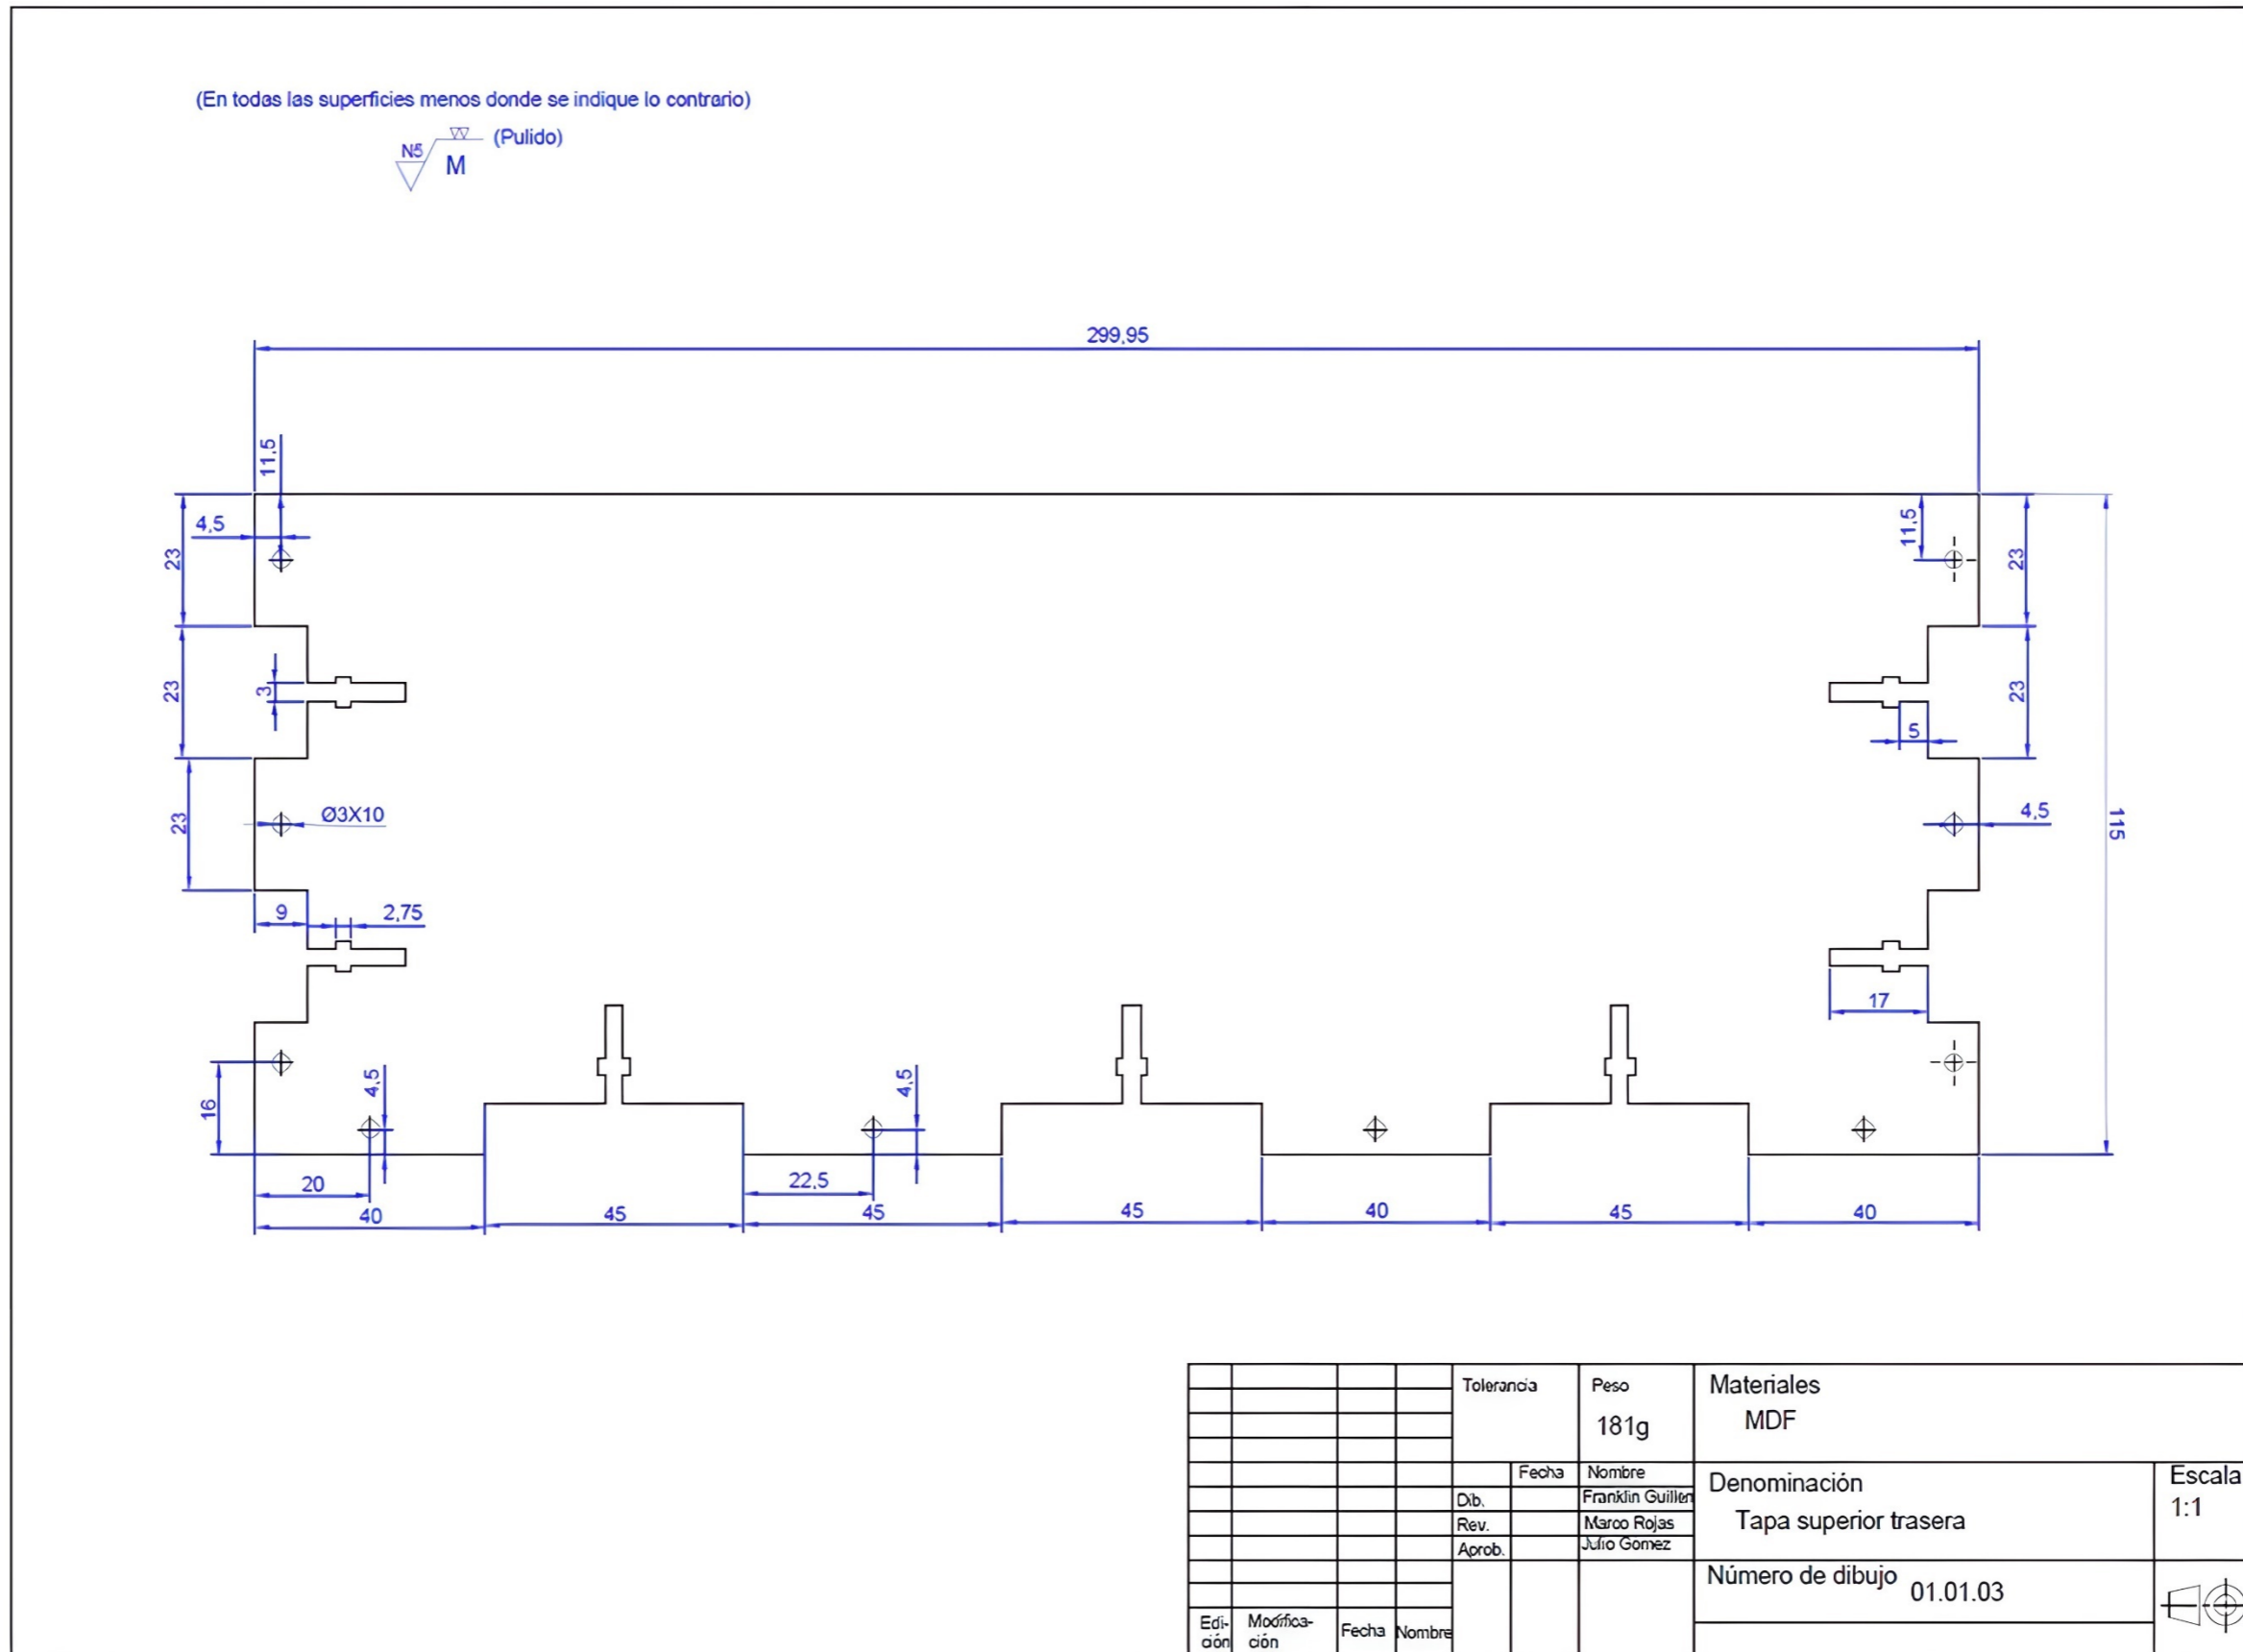 (En todas las superficies menos donde se indique lo contrario)
N5 (Pulido)
M
299,95
11,5
4,5
23
11,5
23
23
3
23
5
23
Ø3X10
4,5
115
9
2,75
17
16
4,5
4,5
20
22,5
40
45
45
45
40
45
40
Tolerancia
Peso
181g
Materiales
MDF
Fecha
Nombre
Dib.
Franklin Guillen
Rev.
Marco Rojas
Aprob.
Julio Gomez
Denominación
Tapa superior trasera
Escala
1:1
Número de dibujo 01.01.03
Edi-
ción
Modifica-
ción
Fecha
Nombre